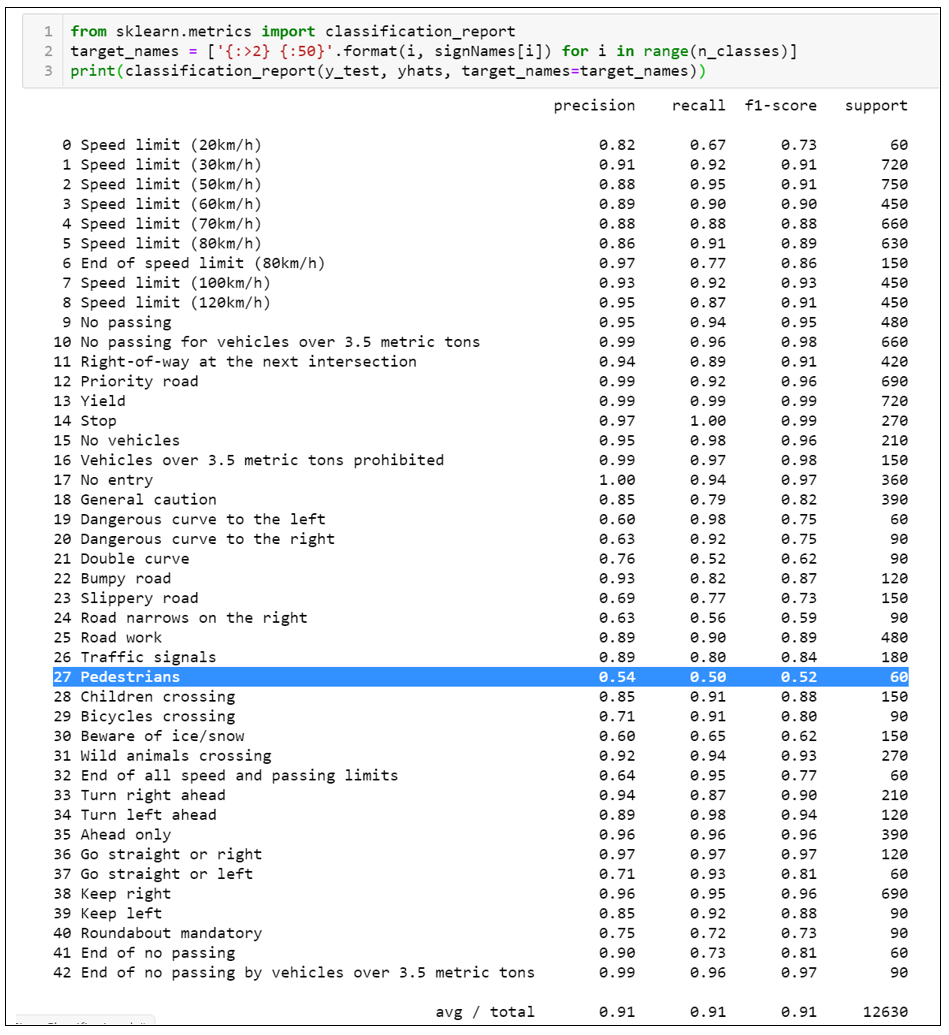 1 from sklearn.metrics import classification_report
2 target_names = ['{:>2} {:50}'.format(i, signNames[i]) for i in range(n_classes)]
3 print(classification_report(y_test, yhats, target_names=target_names))
precision recall f1-score support
0 Speed limit (20km/h) 0.82 0.67 0.73 60
1 Speed limit (30km/h) 0.91 0.92 0.91 720
2 Speed limit (50km/h) 0.88 0.95 0.91 750
3 Speed limit (60km/h) 0.89 0.90 0.90 450
4 Speed limit (70km/h) 0.88 0.88 0.88 660
5 Speed limit (80km/h) 0.86 0.91 0.89 630
6 End of speed limit (80km/h) 0.97 0.77 0.86 150
7 Speed limit (100km/h) 0.93 0.92 0.93 450
8 Speed limit (120km/h) 0.95 0.87 0.91 450
9 No passing 0.95 0.94 0.95 480
10 No passing for vehicles over 3.5 metric tons 0.99 0.96 0.98 660
11 Right-of-way at the next intersection 0.94 0.89 0.91 420
12 Priority road 0.99 0.92 0.96 690
13 Yield 0.99 0.99 0.99 720
14 Stop 0.97 1.00 0.99 270
15 No vehicles 0.95 0.98 0.96 210
16 Vehicles over 3.5 metric tons prohibited 0.99 0.97 0.98 150
17 No entry 1.00 0.94 0.97 360
18 General caution 0.85 0.79 0.82 390
19 Dangerous curve to the left 0.60 0.98 0.75 60
20 Dangerous curve to the right 0.63 0.92 0.75 90
21 Double curve 0.76 0.52 0.62 90
22 Bumpy road 0.93 0.82 0.87 120
23 Slippery road 0.69 0.77 0.73 150
24 Road narrows on the right 0.63 0.56 0.59 90
25 Road work 0.89 0.90 0.89 480
26 Traffic signals 0.89 0.80 0.84 180
27 Pedestrians 0.54 0.50 0.52 60
28 Children crossing 0.85 0.91 0.88 150
29 Bicycles crossing 0.71 0.91 0.80 90
30 Beware of ice/snow 0.60 0.65 0.62 150
31 Wild animals crossing 0.92 0.94 0.93 270
32 End of all speed and passing limits 0.64 0.95 0.77 60
33 Turn right ahead 0.94 0.87 0.90 210
34 Turn left ahead 0.89 0.98 0.94 120
35 Ahead only 0.96 0.96 0.96 390
36 Go straight or right 0.97 0.97 0.97 120
37 Go straight or left 0.71 0.93 0.81 60
38 Keep right 0.96 0.95 0.96 690
39 Keep left 0.85 0.92 0.88 90
40 Roundabout mandatory 0.75 0.72 0.73 90
41 End of no passing 0.90 0.73 0.81 60
42 End of no passing by vehicles over 3.5 metric tons 0.99 0.96 0.97 90
avg / total 0.91 0.91 0.91 12630